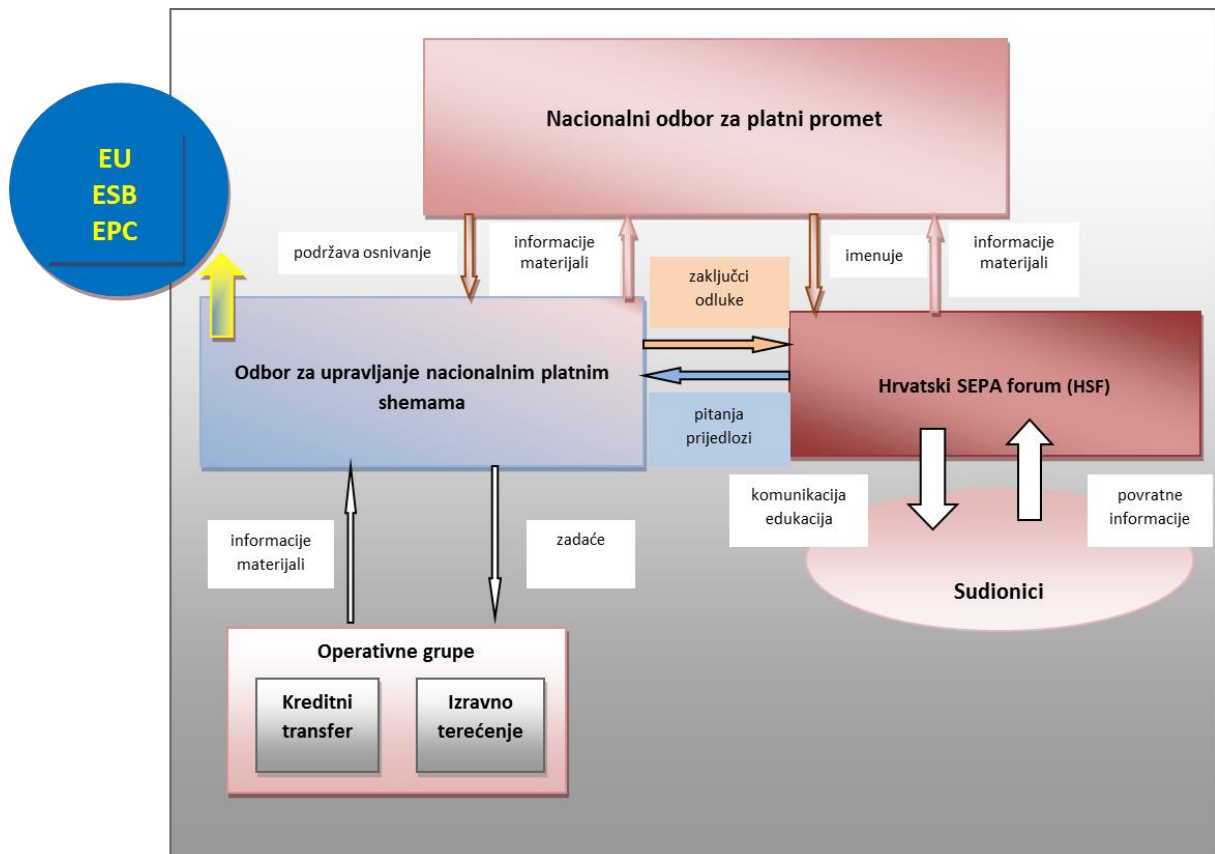 Nacionalni odbor za platni promet
EU
ESB
EPC
podržava osnivanje
informacije
materijali
imenuje
informacije
materijali
zaključci
odluke
Odbor za upravljanje nacionalnim platnim
shemama
Hrvatski SEPA forum (HSF)
pitanja
prijedlozi
komunikacija
edukacija
povratne
informacije
informacije
materijali
zadaće
Sudionici
Operativne grupe
Kreditni
transfer
Izravno
terećenje